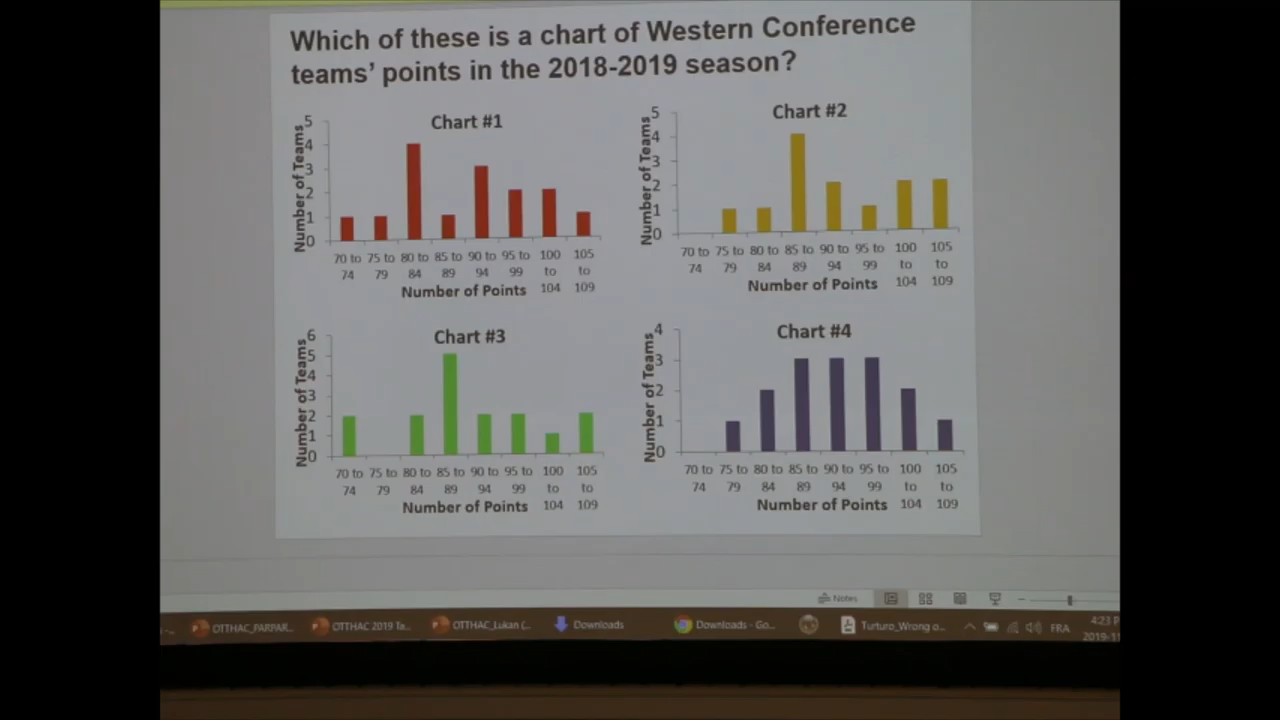 Which of these is a chart of Western Conference
teams' points in the 2018-2019 season?
Chart #1
Number of Teams
5
4
3
2
1
0
70 to 74
75 to 79
80 to 84
85 to 89
90 to 94
95 to 99
100 to 104
105 to 109
Number of Points
Chart #2
Number of Teams
5
4
3
2
1
0
70 to 74
75 to 79
80 to 84
85 to 89
90 to 94
95 to 99
100 to 104
105 to 109
Number of Points
Chart #3
Number of Teams
6
5
4
3
2
1
0
70 to 74
75 to 79
80 to 84
85 to 89
90 to 94
95 to 99
100 to 104
105 to 109
Number of Points
Chart #4
Number of Teams
4
3
2
1
0
70 to 74
75 to 79
80 to 84
85 to 89
90 to 94
95 to 99
100 to 104
105 to 109
Number of Points
Notes
OTTHAC_PARPAR...
OTTHAC 2019 Ta...
OTTHAC_Lukan (...
Downloads
Downloads - Go...
Turturo_Wrong o...
FRA
4:23 P
2019-11